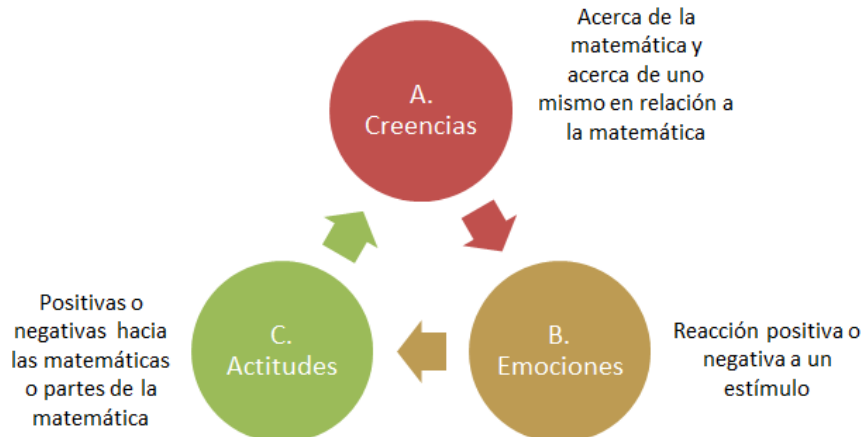 Acerca de la
matemática y
acerca de uno
mismo en relación a
la matemática
A.
Creencias
B.
Emociones
Reacción positiva o
negativa a un
estímulo
C.
Actitudes
Positivas o
negativas hacia
las matemáticas
o partes de la
matemática